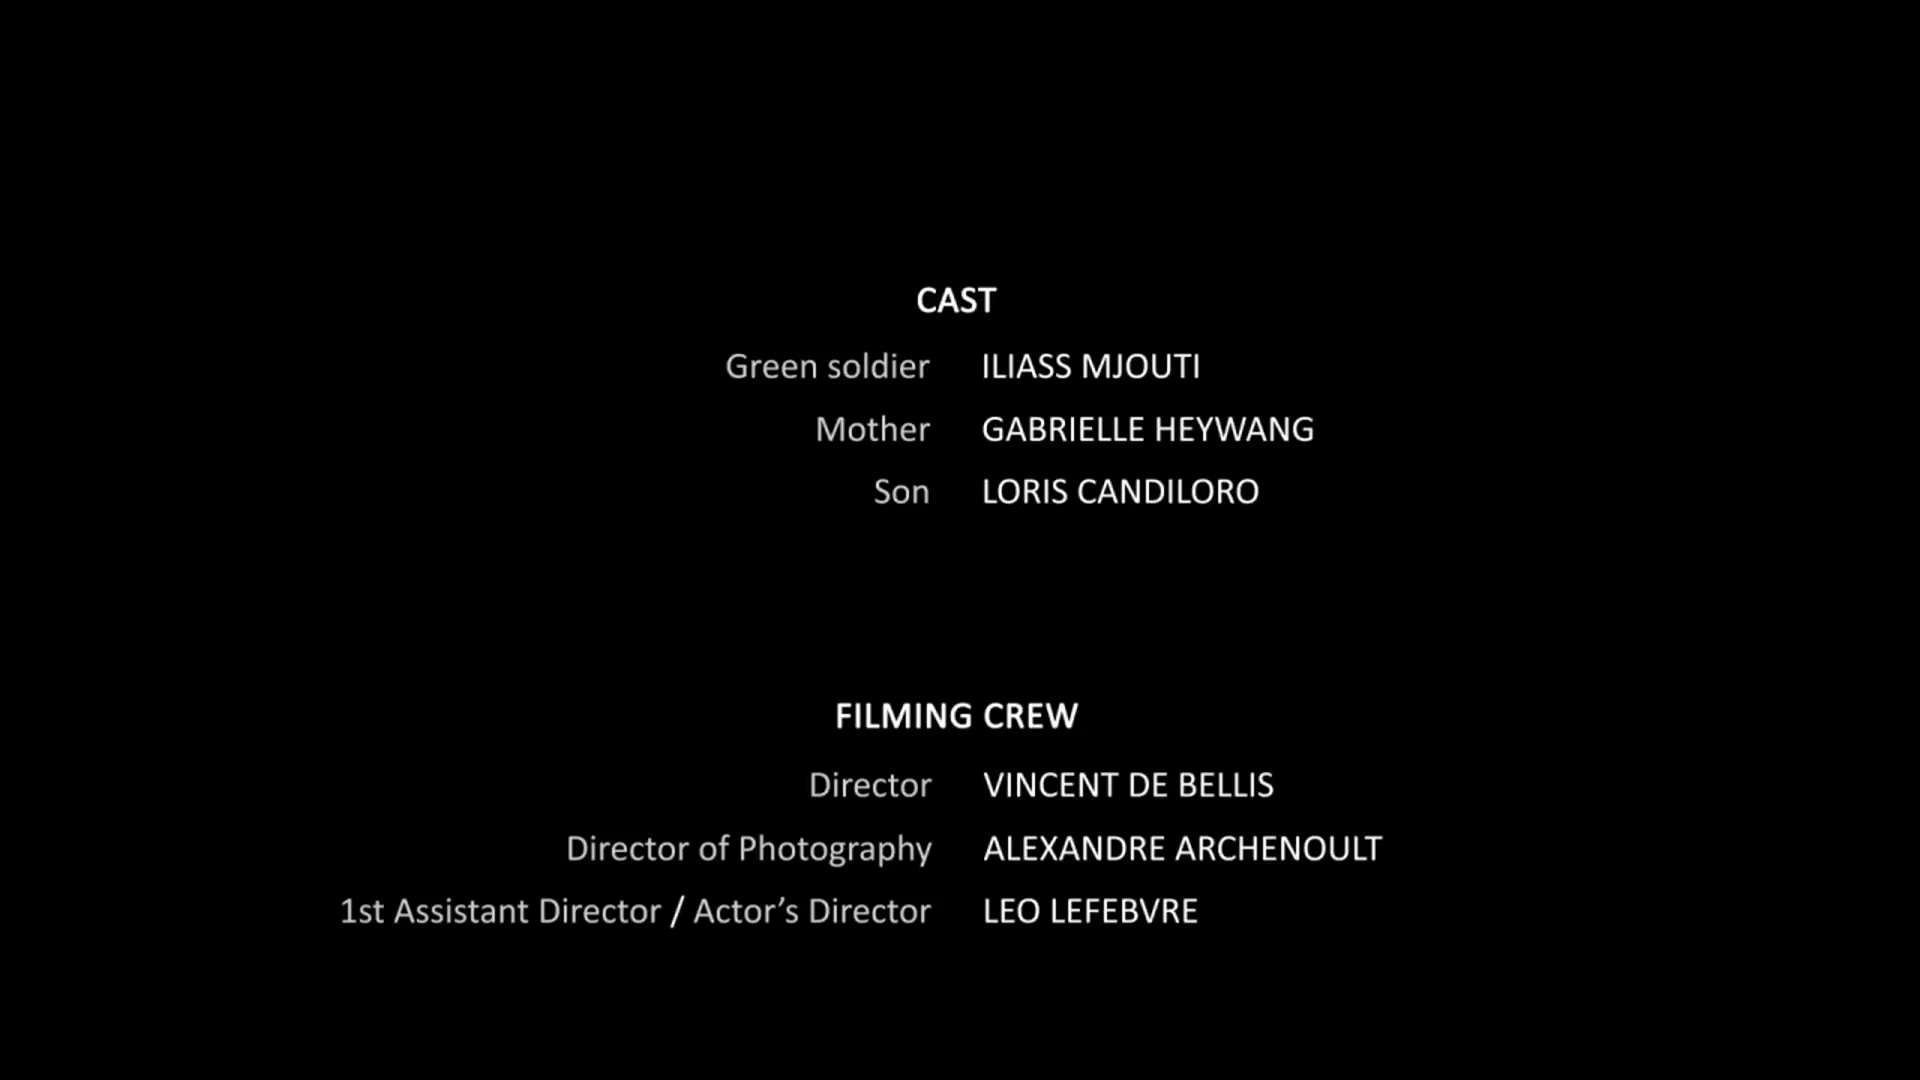 CAST
Green soldier ILIASS MJOUTI
Mother GABRIELLE HEYWANG
Son LORIS CANDILORO
FILMING CREW
Director VINCENT DE BELLIS
Director of Photography ALEXANDRE ARCHENOULT
1st Assistant Director / Actor’s Director LEO LEFEBVRE